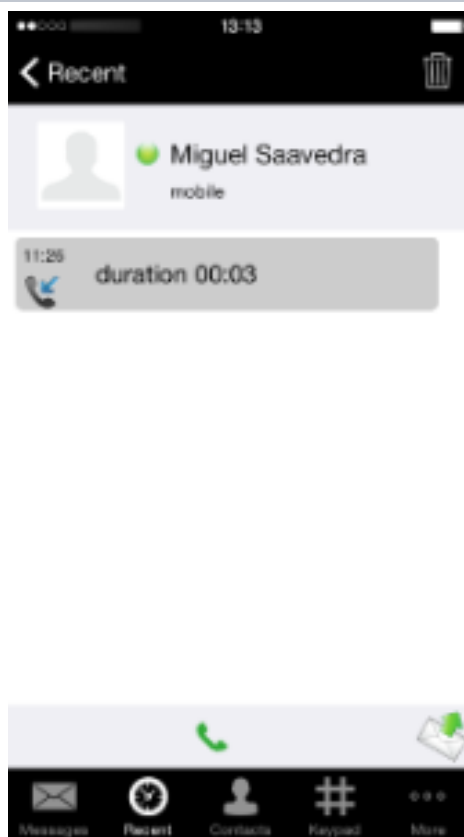 13:13
Recent
Miguel Saavedra
mobile
11:26
duration 00:03
Messages Recent Contacts Keypad More